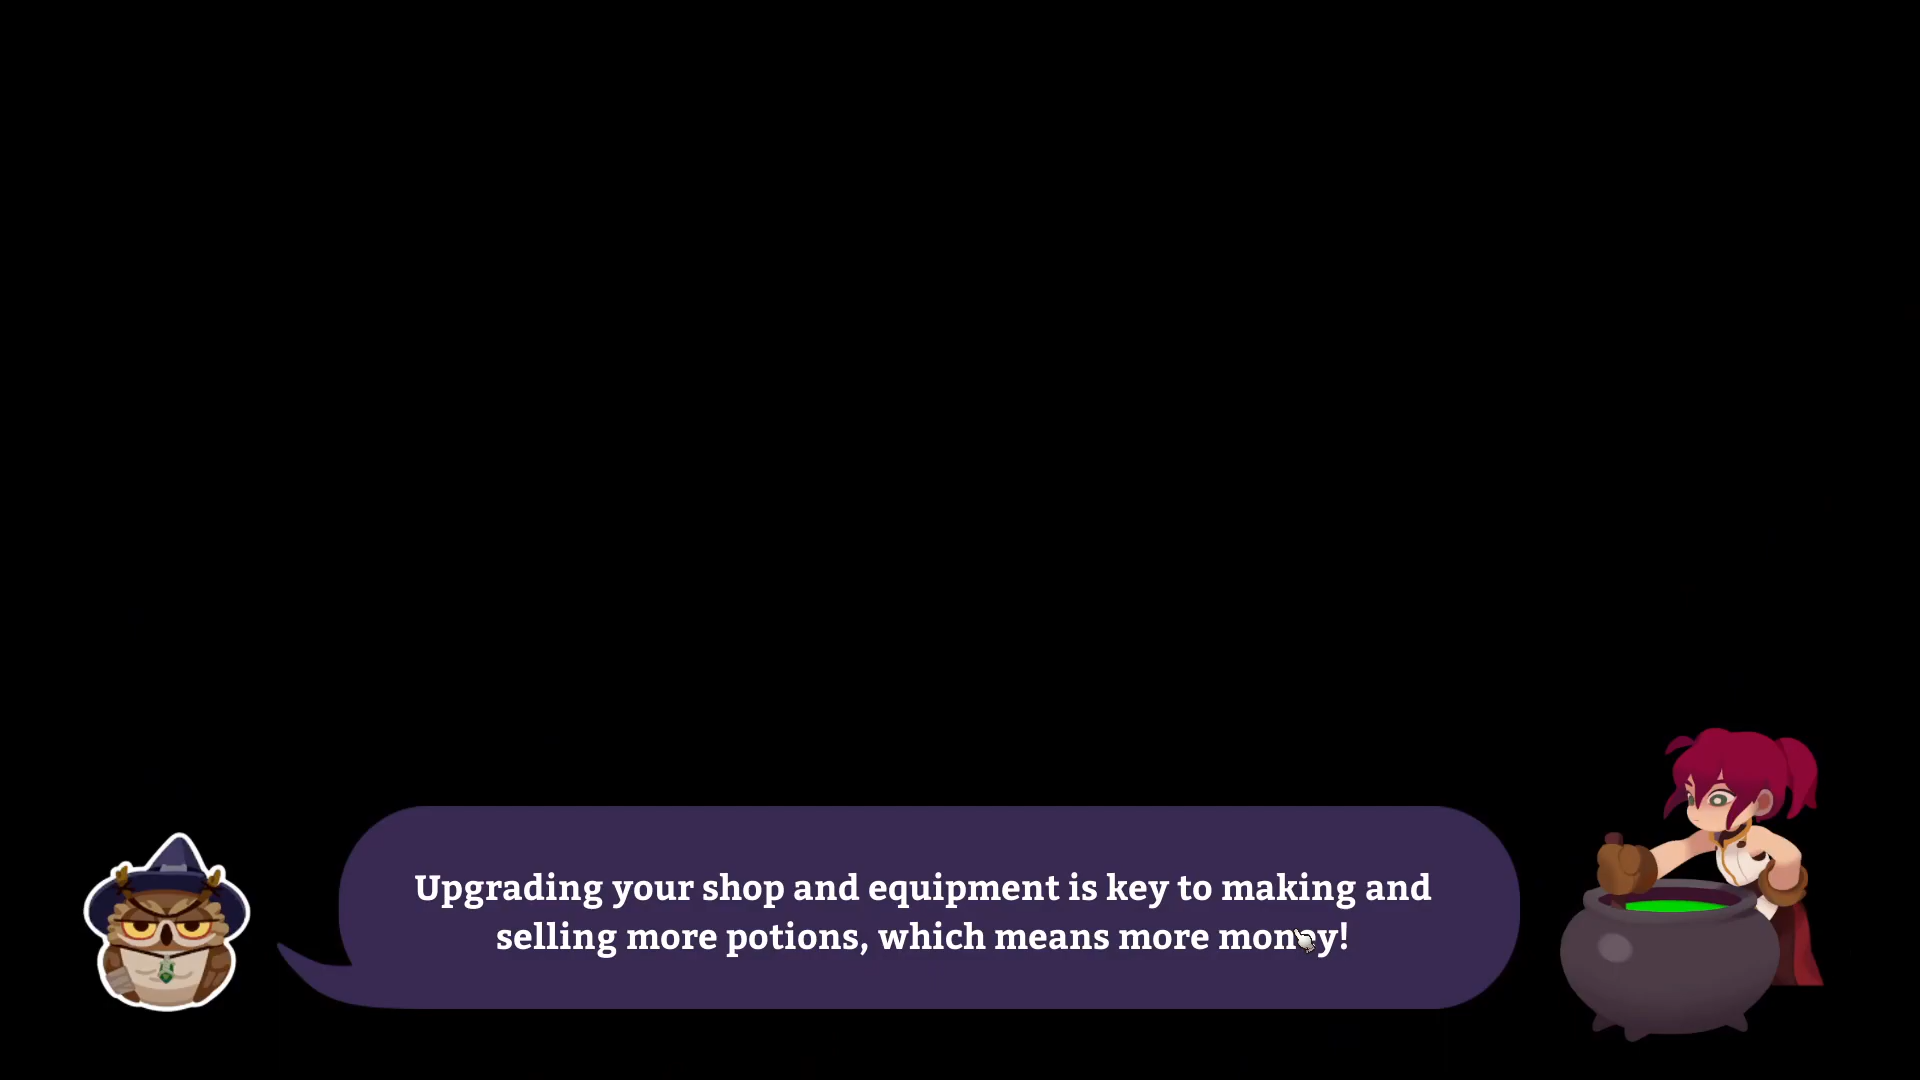 Upgrading your shop and equipment is key to making and
selling more potions, which means more money!